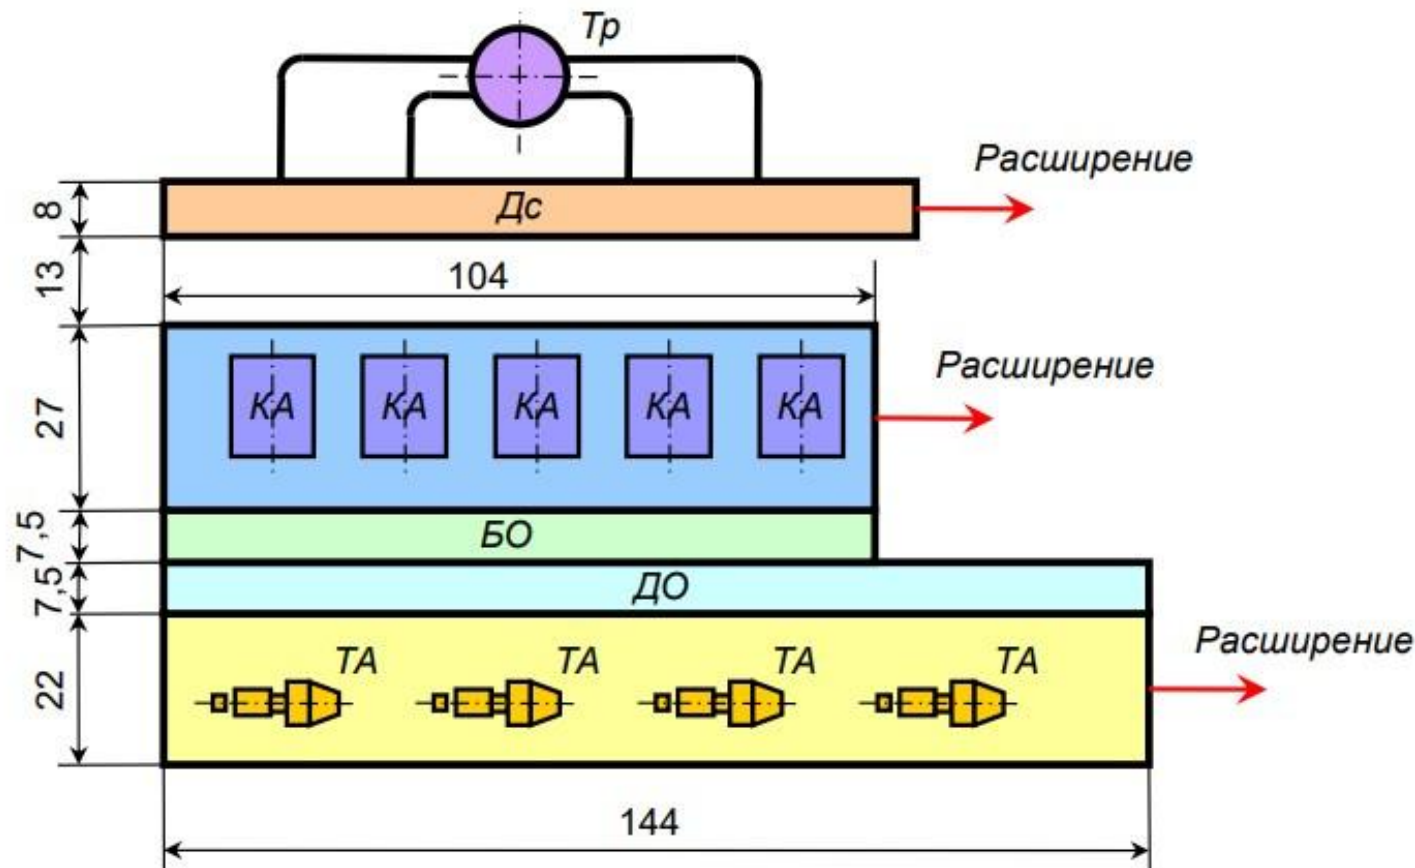 Тр
Расширение
8
Дс
13
104
Расширение
27
КА КА КА КА КА
7,5
БО
7,5
ДО
Расширение
22
ТА ТА ТА ТА
144